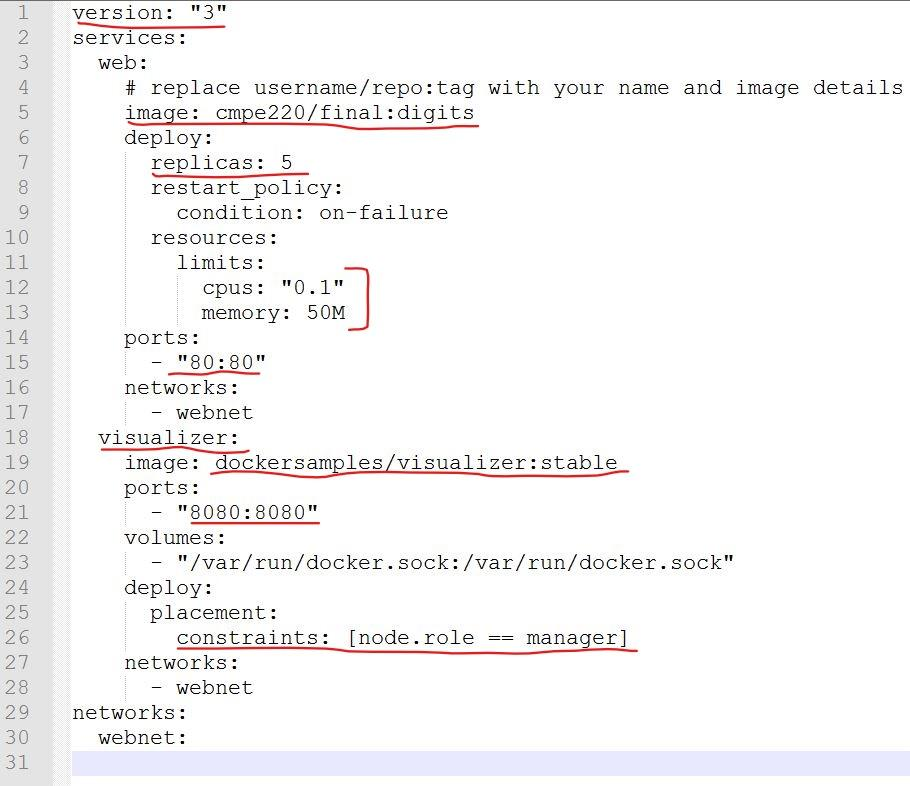 1 version: "3"
2 services:
3   web:
4     # replace username/repo:tag with your name and image details
5     image: cmpe220/final:digits
6     deploy:
7       replicas: 5
8       restart_policy:
9         condition: on-failure
10       resources:
11         limits:
12           cpus: "0.1"
13           memory: 50M
14     ports:
15       - "80:80"
16     networks:
17       - webnet
18   visualizer:
19     image: dockersamples/visualizer:stable
20     ports:
21       - "8080:8080"
22     volumes:
23       - "/var/run/docker.sock:/var/run/docker.sock"
24     deploy:
25       placement:
26         constraints: [node.role == manager]
27     networks:
28       - webnet
29 networks:
30   webnet:
31